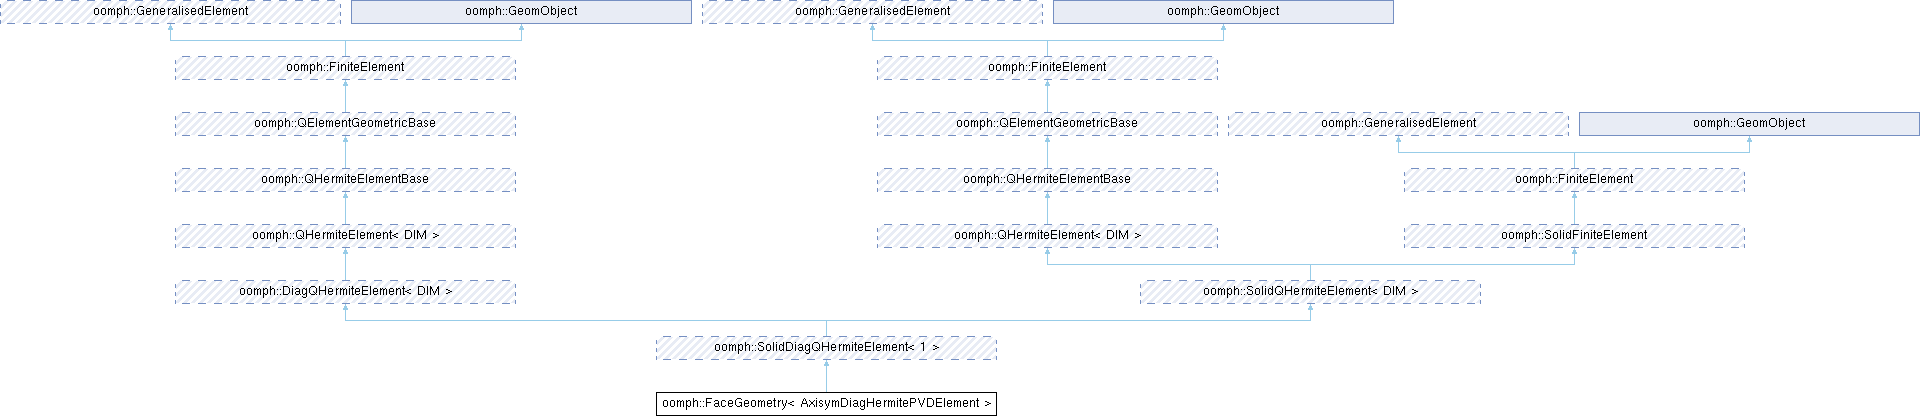 oomph::GeneralisedElement
oomph::GeomObject
oomph::GeneralisedElement
oomph::GeomObject
oomph::FiniteElement
oomph::FiniteElement
oomph::QElementGeometricBase
oomph::QElementGeometricBase
oomph::GeneralisedElement
oomph::GeomObject
oomph::QHermiteElementBase
oomph::QHermiteElementBase
oomph::FiniteElement
oomph::QHermiteElement< DIM >
oomph::QHermiteElement< DIM >
oomph::SolidFiniteElement
oomph::DiagQHermiteElement< DIM >
oomph::SolidQHermiteElement< DIM >
oomph::SolidDiagQHermiteElement< 1 >
oomph::FaceGeometry< AxisymDiagHermitePVDElement >